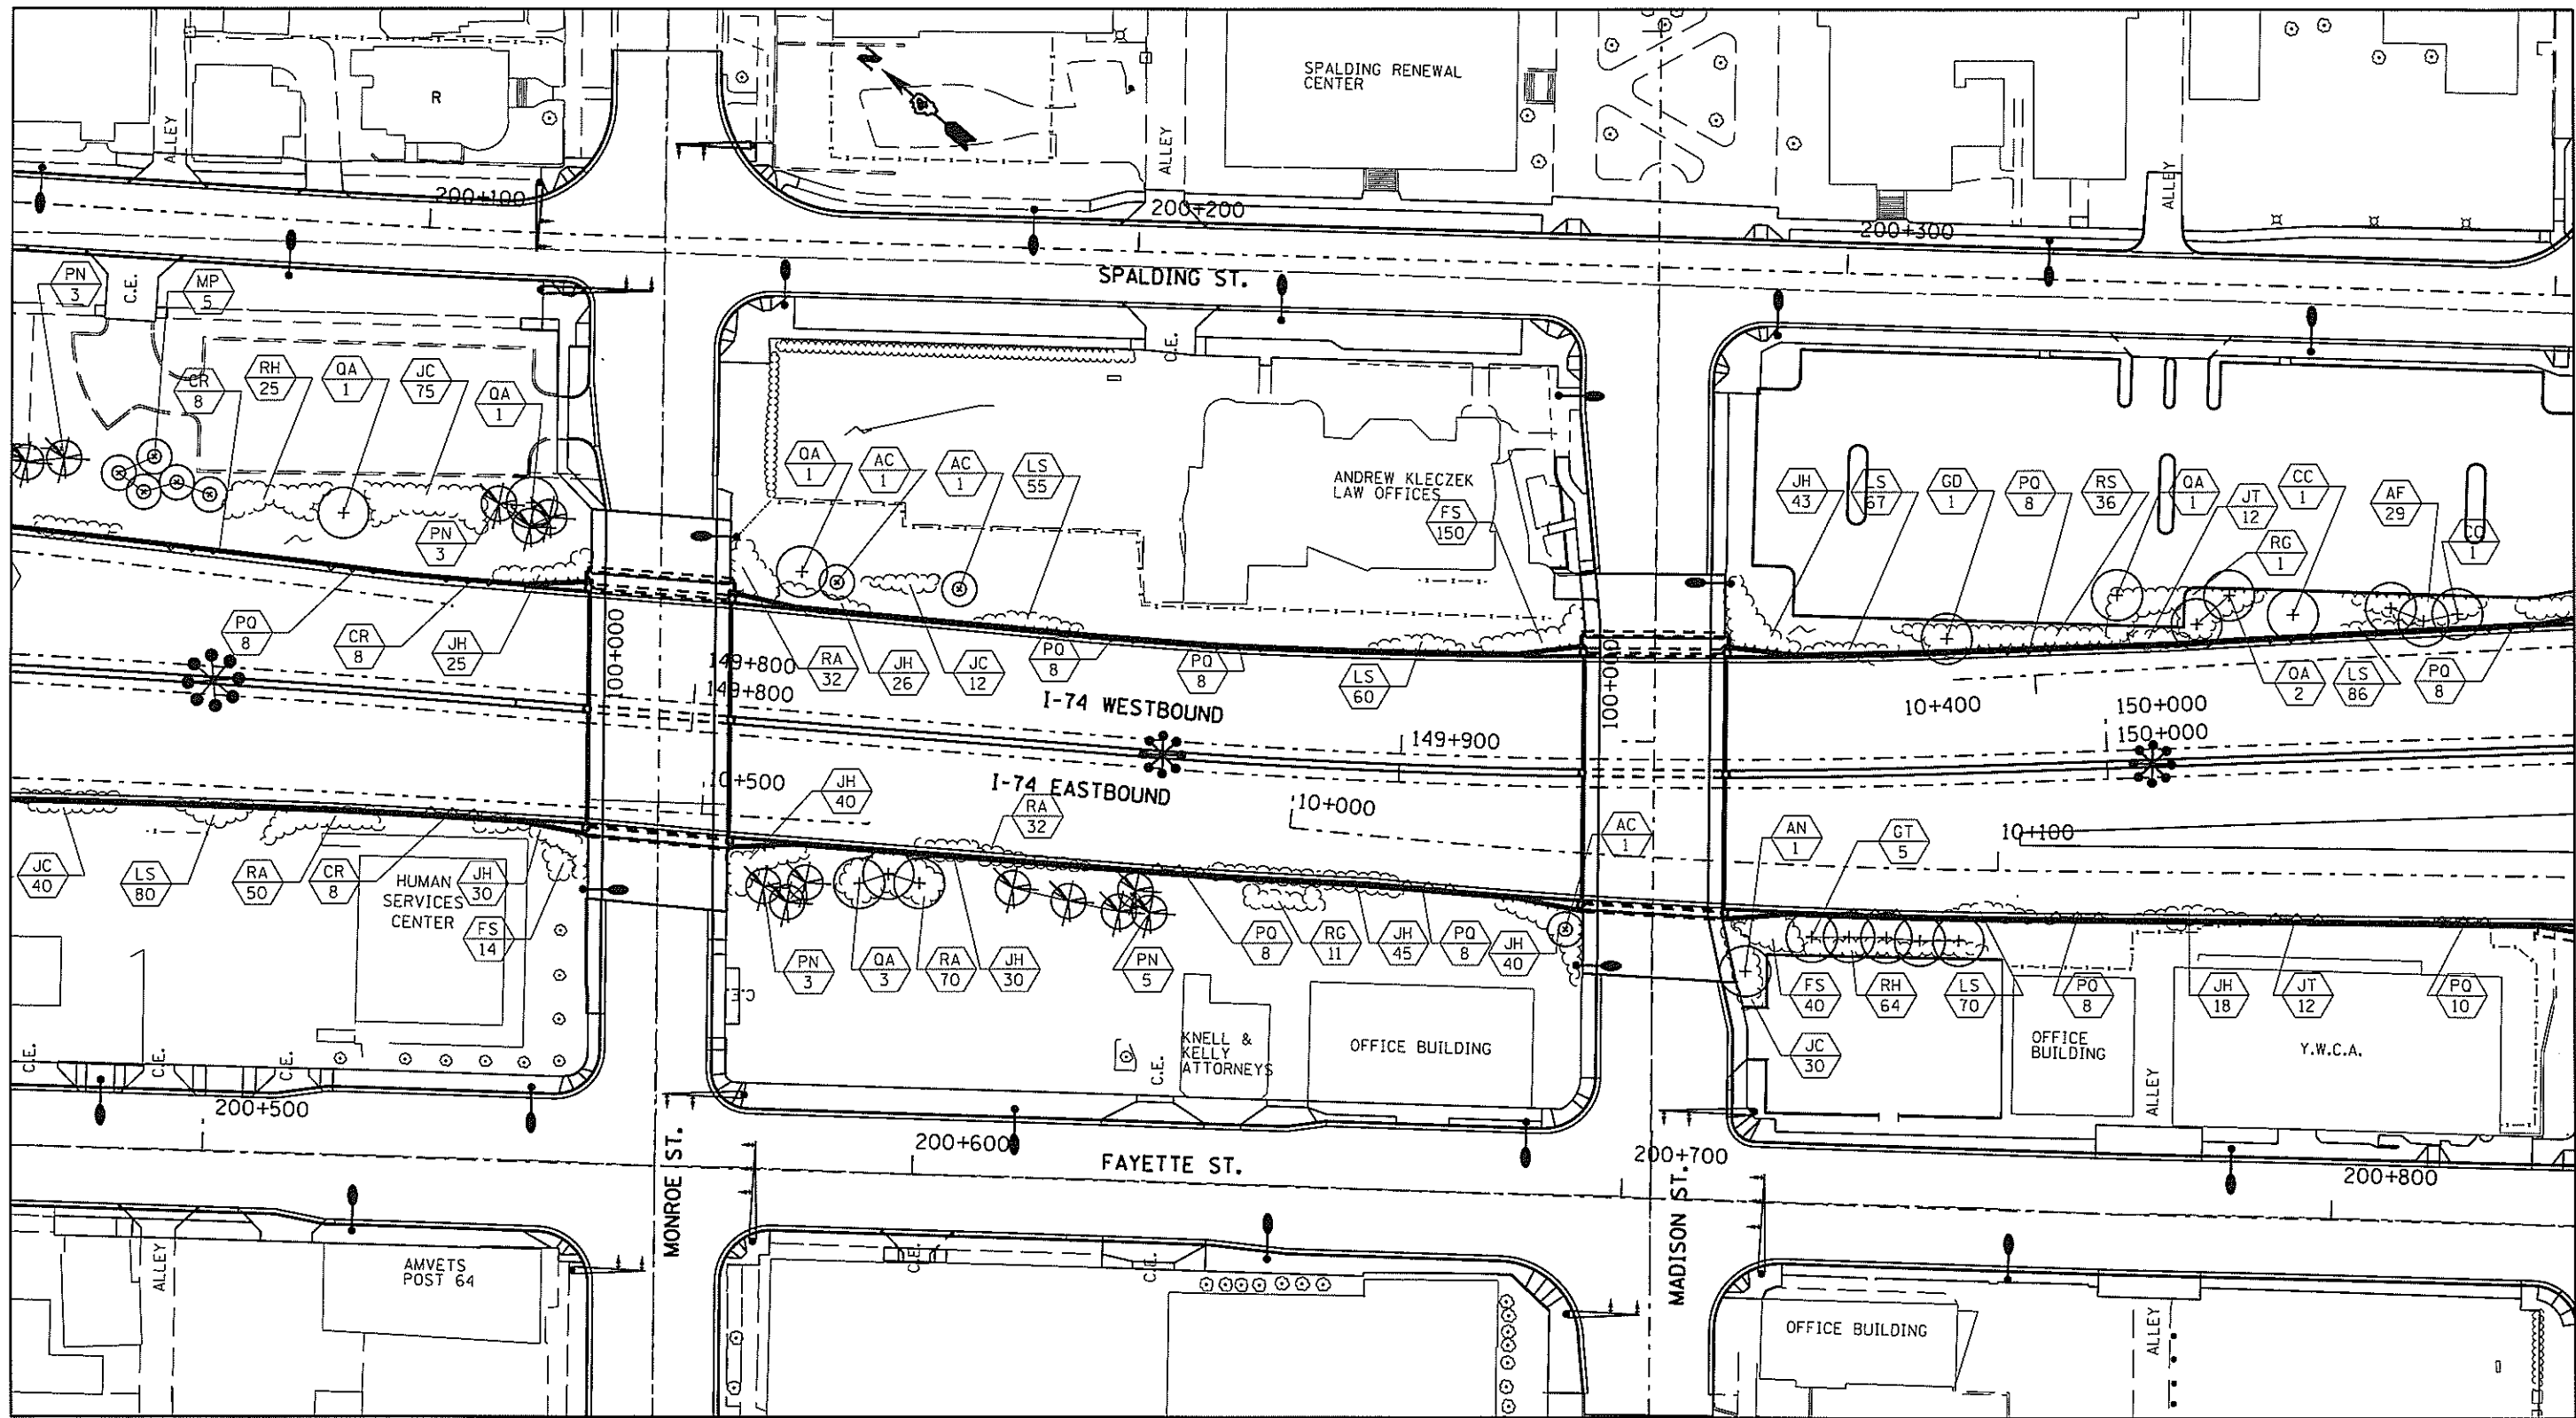 SPALDING RENEWAL
CENTER
R
N
ALLEY
ALLEY
ALLEY
200+100
200+200
200+300
SPALDING ST.
PN
3
C.E.
MP
5
C.E.
CR
8
RH
25
QA
1
JC
75
QA
1
PN
3
QA
1
AC
1
AC
1
LS
55
ANDREW KLECZEK
LAW OFFICES
FS
150
JH
43
LS
67
GD
1
PQ
8
RS
36
QA
1
JT
12
CC
1
AF
29
RG
1
CC
1
PQ
8
CR
8
JH
25
100+000
149+800
149+800
RA
32
JH
26
JC
12
PQ
8
PQ
8
LS
60
100+000
QA
2
LS
86
PQ
8
I-74 WESTBOUND
149+900
10+400
150+000
150+000
10+500
I-74 EASTBOUND
10+000
10+100
JH
40
RA
32
AC
1
AN
1
GT
5
JC
40
LS
80
RA
50
CR
8
HUMAN
SERVICES
CENTER
JH
30
FS
14
PN
3
QA
3
RA
70
JH
30
PN
5
PQ
8
RG
11
JH
45
PQ
8
JH
40
FS
40
RH
64
LS
70
PQ
8
JH
18
JT
12
PQ
10
JC
30
C.E.
C.E.
C.E.
C.E.
C.E.
KNELL &
KELLY
ATTORNEYS
OFFICE BUILDING
OFFICE
BUILDING
Y.W.C.A.
ALLEY
200+500
200+600
FAYETTE ST.
200+700
200+800
MONROE ST.
MADISON ST.
ALLEY
AMVETS
POST 64
C.E.
C.E.
OFFICE BUILDING
ALLEY